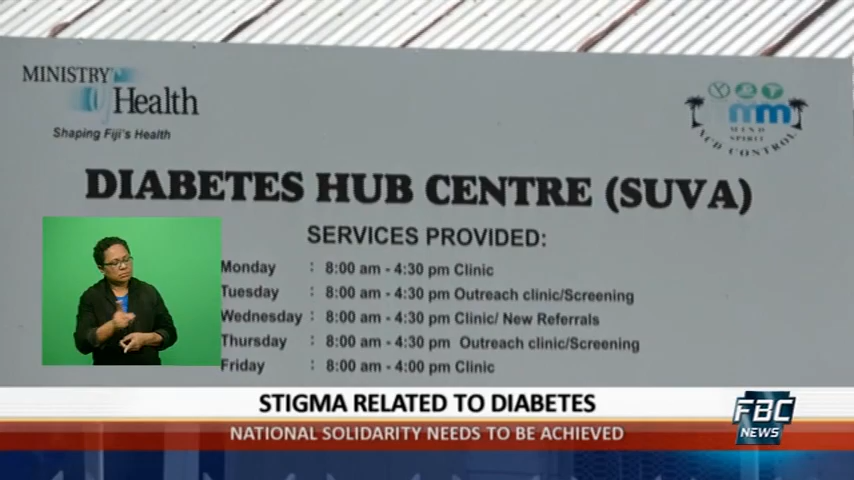 MINISTRY of Health
Shaping Fiji's Health
mm
MIND
SPIRIT
NCD CONTROL
DIABETES HUB CENTRE (SUVA)
SERVICES PROVIDED:
Monday : 8:00 am - 4:30 pm Clinic
Tuesday : 8:00 am - 4:30 pm Outreach clinic/Screening
Wednesday : 8:00 am - 4:30 pm Clinic/ New Referrals
Thursday : 8:00 am - 4:30 pm Outreach clinic/Screening
Friday : 8:00 am - 4:00 pm Clinic
STIGMA RELATED TO DIABETES
NATIONAL SOLIDARITY NEEDS TO BE ACHIEVED
FBC
NEWS